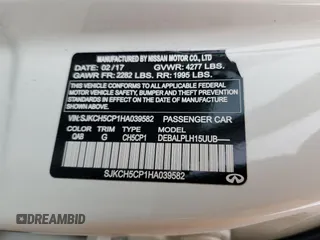 MANUFACTURED BY NISSAN MOTOR CO., LTD
DATE: 02/17 GVWR: 4277 LBS.
GAWR FR: 2282 LBS. RR: 1995 LBS.
THIS VEHICLE CONFORMS TO ALL APPLICABLE
FEDERAL MOTOR VEHICLE SAFETY, BUMPER, AND
THEFT PREVENTION STANDARDS IN EFFECT ON
THE DATE OF MANUFACTURE SHOWN ABOVE.
VIN: SJKCH5CP1HA039582 PASSENGER CAR
COLOR TRIM MODEL
QAB G CH5CP1 DEBALPLH15UUB
SJKCH5CP1HA039582
DREAMBID DREAMBID.COM